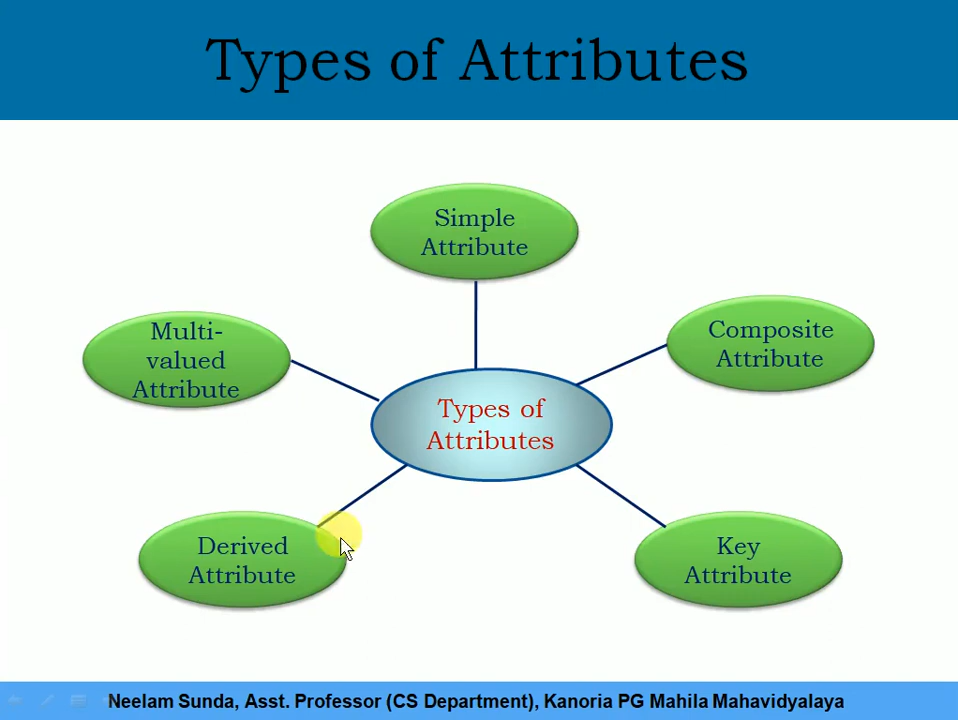 Types of Attributes
Simple
Attribute
Multi-
valued
Attribute
Composite
Attribute
Types of
Attributes
Derived
Attribute
Key
Attribute
Neelam Sunda, Asst. Professor (CS Department), Kanoria PG Mahila Mahavidyalaya